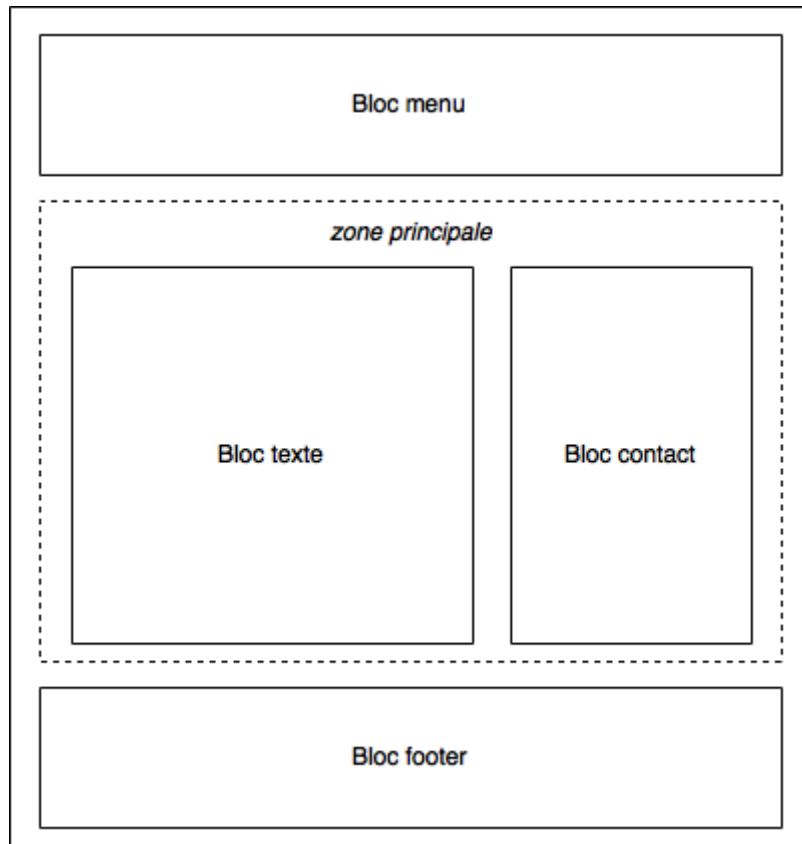 Bloc menu
zone principale
Bloc texte
Bloc contact
Bloc footer